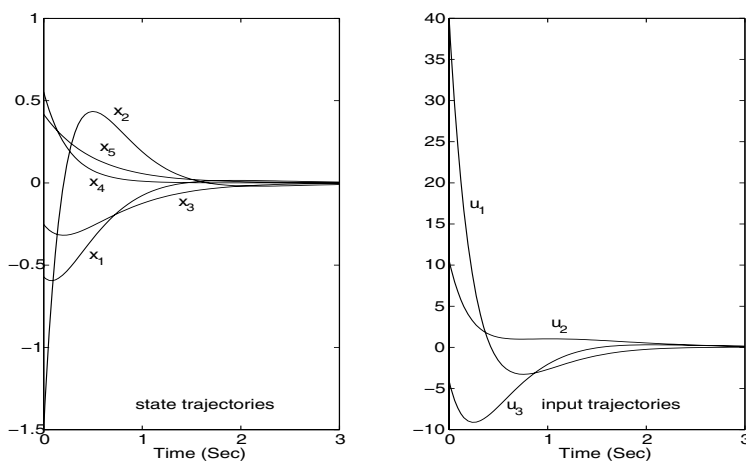 1
0.5
0
−0.5
−1
−1.5
0
1
2
3
Time (Sec)
x2
x5
x4
x3
x1
state trajectories
40
35
30
25
20
15
10
5
0
−5
−10
0
1
2
3
Time (Sec)
u1
u2
u3
input trajectories